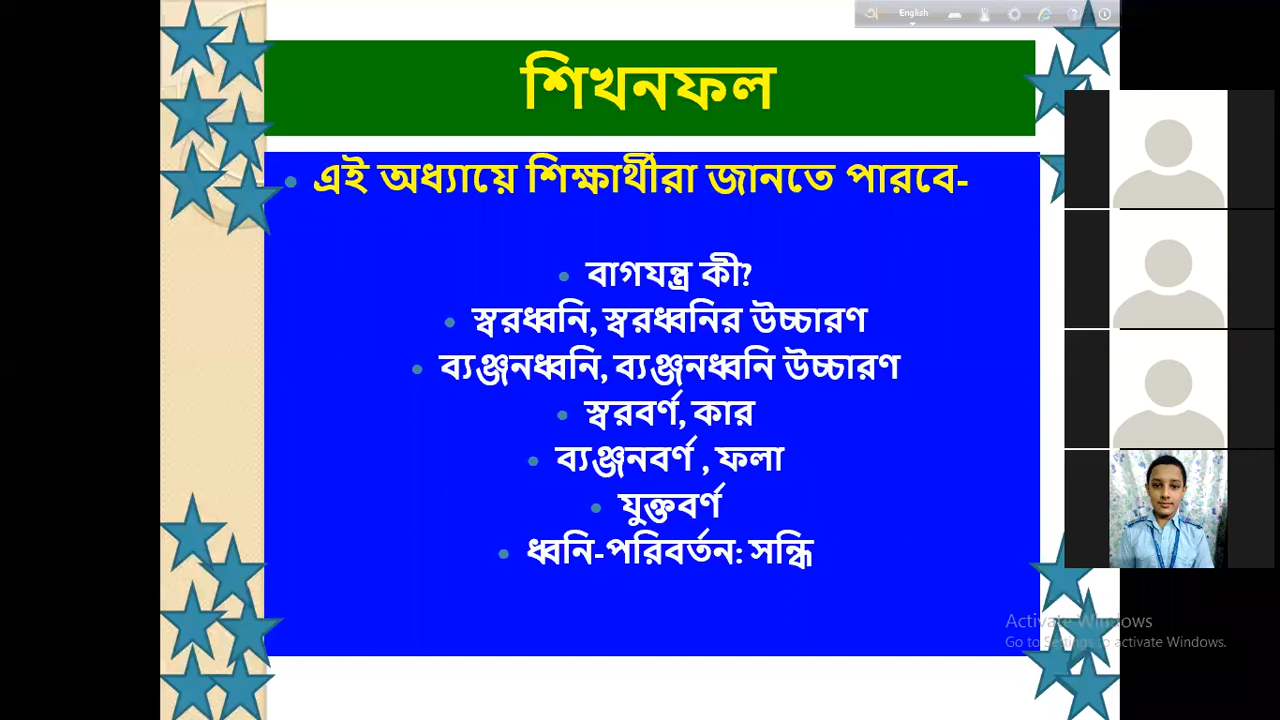 English
শিখনফল
এই অধ্যায়ে শিক্ষার্থীরা জানতে পারবে-
বাগযন্ত্র কী?
স্বরধ্বনি, স্বরধ্বনির উচ্চারণ
ব্যঞ্জনধ্বনি, ব্যঞ্জনধ্বনি উচ্চারণ
স্বরবর্ণ, কার
ব্যঞ্জনবর্ণ , ফলা
যুক্তবর্ণ
ধ্বনি-পরিবর্তন: সন্ধি
Activate Windows
Go to Settings to activate Windows.